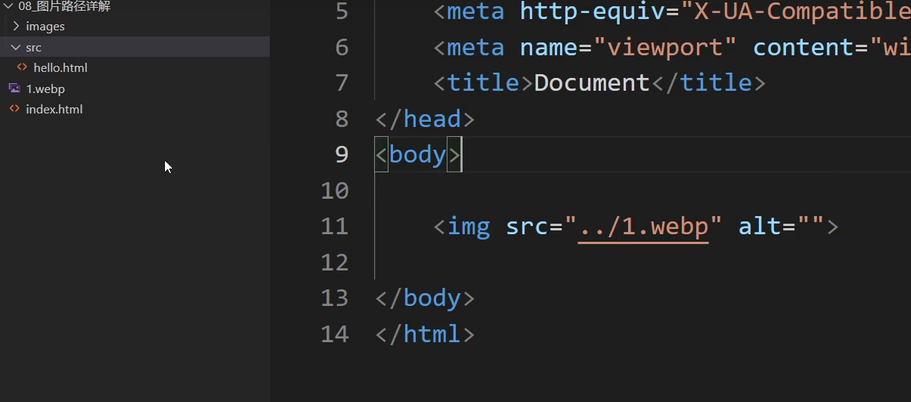 08_图片路径详解
images
src
hello.html
1.webp
index.html
5 <meta http-equiv="X-UA-Compatible
6 <meta name="viewport" content="wi
7 <title>Document</title>
8 </head>
9 <body>
10
11 <img src="../1.webp" alt="">
12
13 </body>
14 </html>